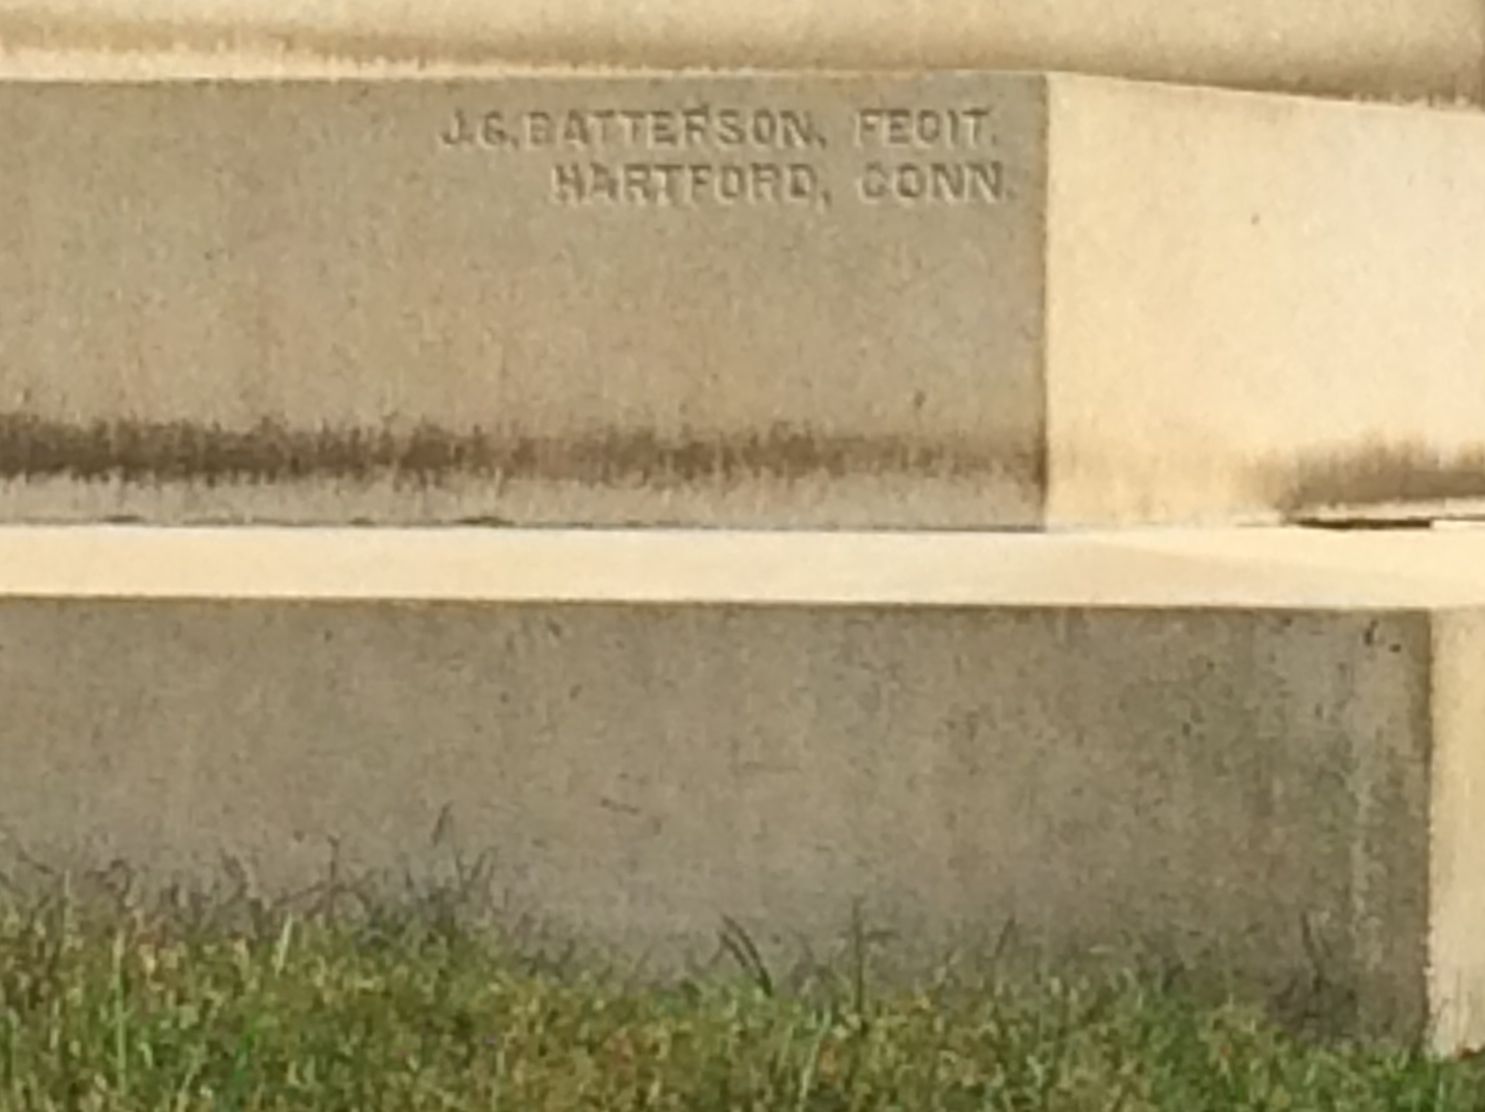 J.G. BATTERSON, FECIT.
HARTFORD, CONN.